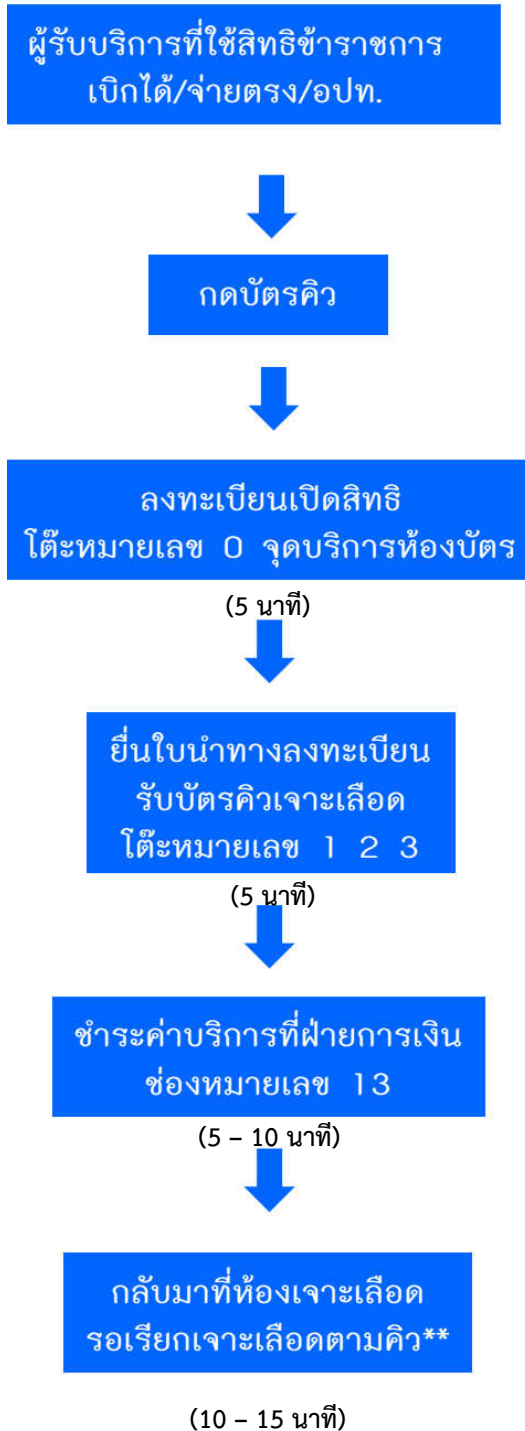 ผู้รับบริการที่ใช้สิทธิข้าราชการ
เบิกได้/จ่ายตรง/อปท.
กดบัตรคิว
ลงทะเบียนเปิดสิทธิ
โต๊ะหมายเลข 0 จุดบริการห้องบัตร
(5 นาที)
ยื่นใบนำทางลงทะเบียน
รับบัตรคิวเจาะเลือด
โต๊ะหมายเลข 1 2 3
(5 นาที)
ชำระค่าบริการที่ฝ่ายการเงิน
ช่องหมายเลข 13
(5 – 10 นาที)
กลับมาที่ห้องเจาะเลือด
รอเรียกเจาะเลือดตามคิว**
(10 – 15 นาที)